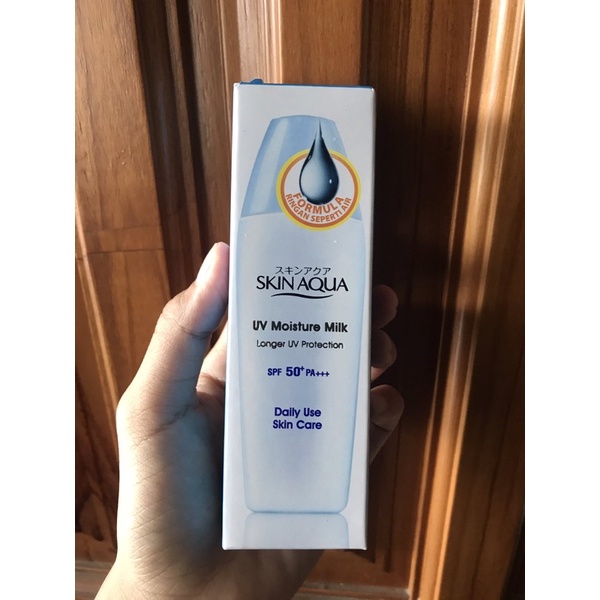 FORMULA
RINGAN SEPERTI AIR
スキンアクア
SKIN AQUA
UV Moisture Milk
Longer UV Protection
SPF 50+ PA+++
Daily Use
Skin Care